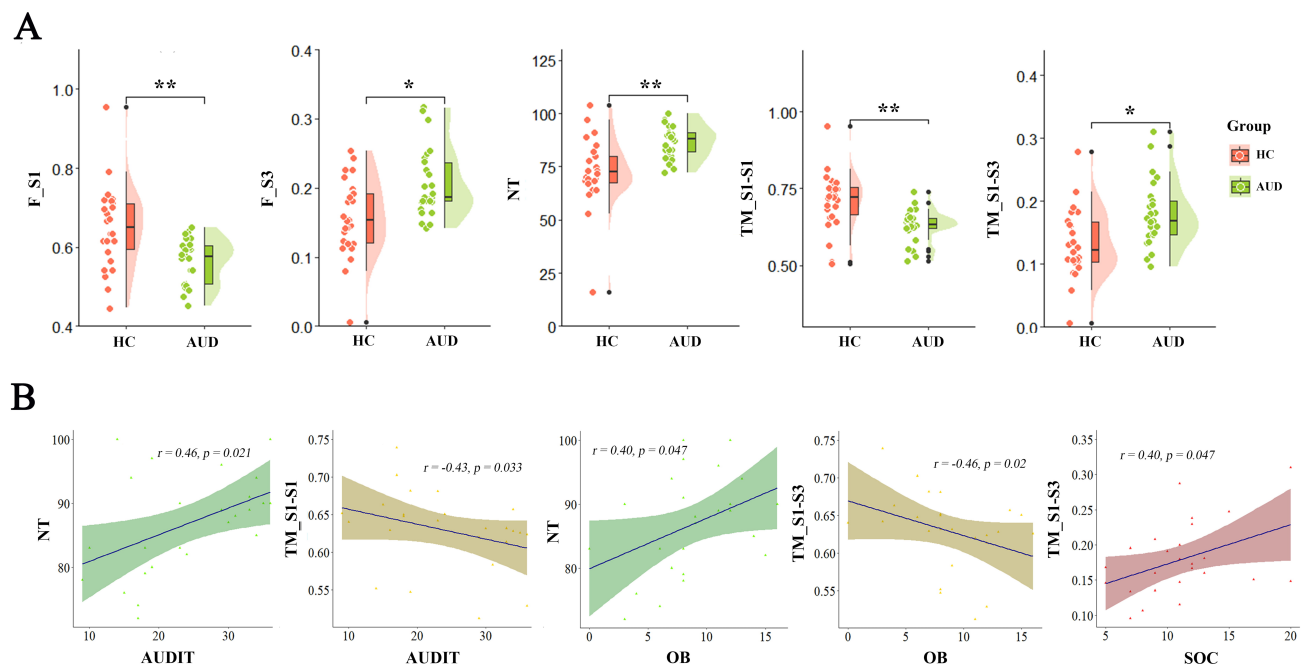 A
F_S1
1.0
0.8
0.6
0.4
**
HC AUD
F_S3
0.4
0.3
0.2
0.1
0.0
*
HC AUD
NT
125
100
75
50
25
0
**
HC AUD
TM_S1-S1
1.00
0.75
0.50
**
HC AUD
TM_S1-S3
0.4
0.3
0.2
0.1
0.0
*
HC AUD
Group
HC
AUD
B
NT
100
90
80
r = 0.46, p = 0.021
10 20 30
AUDIT
TM_S1-S1
0.75
0.70
0.65
0.60
0.55
r = -0.43, p = 0.033
10 20 30
AUDIT
NT
100
90
80
r = 0.40, p = 0.047
0 5 10 15
OB
TM_S1-S3
0.75
0.70
0.65
0.60
0.55
r = -0.46, p = 0.02
0 5 10 15
OB
TM_S1-S3
0.35
0.30
0.25
0.20
0.15
0.10
r = 0.40, p = 0.047
5 10 15 20
SOC